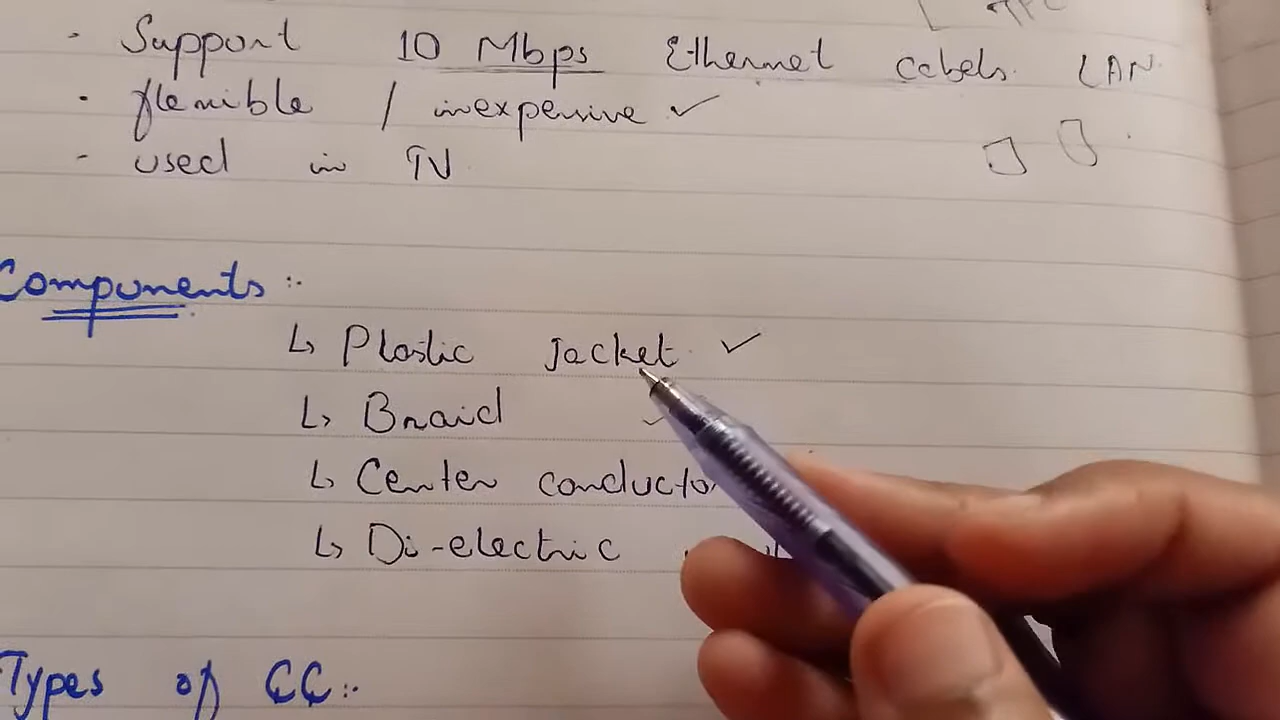 · Support 10 Mbps Ethernet cabels. LAN
· flexible / inexpensive ✓
- used in TV
Components :-
↳ Plastic Jacket ✓
↳ Braid ✓
↳ Center conductor
↳ Di-electric
Types of CC:-